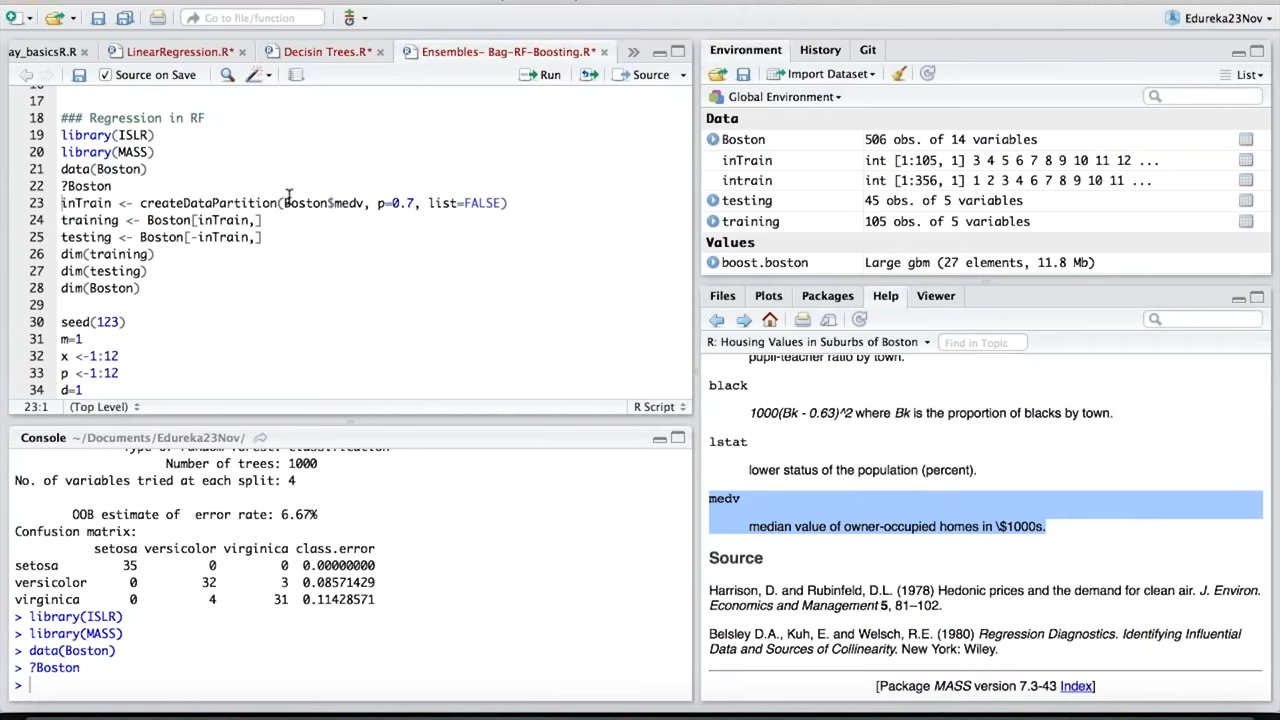 Go to file/function
Edureka23Nov
ay_basicsR.R
LinearRegression.R*
Decisin Trees.R*
Ensembles- Bag-RF-Boosting.R*
Source on Save
Run
Source
17
18 ### Regression in RF
19 library(ISLR)
20 library(MASS)
21 data(Boston)
22 ?Boston
23 inTrain <- createDataPartition(Boston$medv, p=0.7, list=FALSE)
24 training <- Boston[inTrain,]
25 testing <- Boston[-inTrain,]
26 dim(training)
27 dim(testing)
28 dim(Boston)
29
30 seed(123)
31 m=1
32 x <-1:12
33 p <-1:12
34 d=1
23:1 (Top Level) R Script
Console ~/Documents/Edureka23Nov/
Type of random forest: classification
Number of trees: 1000
No. of variables tried at each split: 4
OOB estimate of error rate: 6.67%
Confusion matrix:
setosa versicolor virginica class.error
setosa 35 0 0 0.00000000
versicolor 0 32 3 0.08571429
virginica 0 4 31 0.11428571
> library(ISLR)
> library(MASS)
> data(Boston)
> ?Boston
>
Environment History Git
Import Dataset List
Global Environment
Data
Boston 506 obs. of 14 variables
inTrain int [1:105, 1] 3 4 5 6 7 8 9 10 11 12 ...
intrain int [1:356, 1] 1 2 3 4 5 6 7 8 9 10 ...
testing 45 obs. of 5 variables
training 105 obs. of 5 variables
Values
boost.boston Large gbm (27 elements, 11.8 Mb)
Files Plots Packages Help Viewer
R: Housing Values in Suburbs of Boston Find in Topic
pupil-teacher ratio by town.
black
1000(Bk - 0.63)^2 where Bk is the proportion of blacks by town.
lstat
lower status of the population (percent).
medv
median value of owner-occupied homes in \$1000s.
Source
Harrison, D. and Rubinfeld, D.L. (1978) Hedonic prices and the demand for clean air. J. Environ.
Economics and Management 5, 81–102.
Belsley D.A., Kuh, E. and Welsch, R.E. (1980) Regression Diagnostics. Identifying Influential
Data and Sources of Collinearity. New York: Wiley.
[Package MASS version 7.3-43 Index]